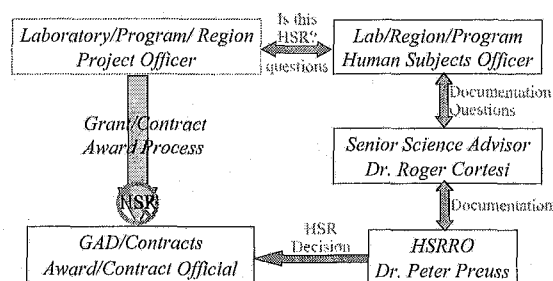 Laboratory/Program/ Region
Project Officer
Is this
HSR?
questions
Lab/Region/Program
Human Subjects Officer
Documentation
Questions
Grant/Contract
Award Process
Senior Science Advisor
Dr. Roger Cortesi
HSR
Documentation
GAD/Contracts
Award/Contract Official
HSR
Decision
HSRRO
Dr. Peter Preuss